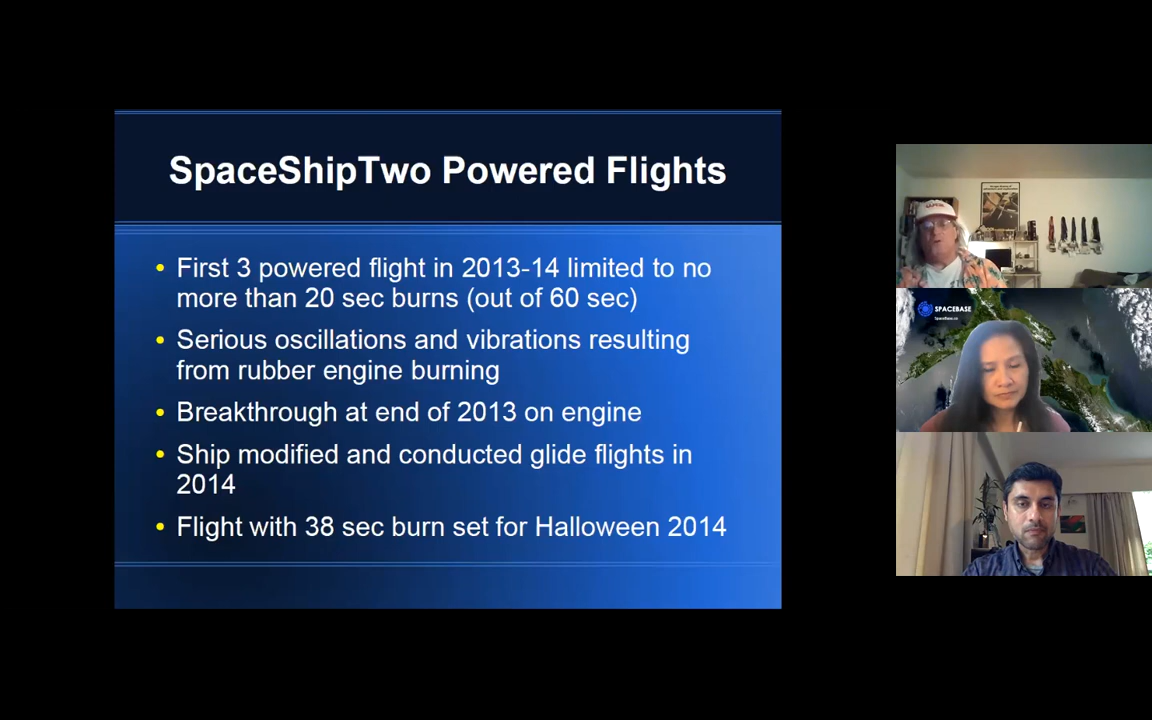 SpaceShipTwo Powered Flights
First 3 powered flight in 2013-14 limited to no
more than 20 sec burns (out of 60 sec)
Serious oscillations and vibrations resulting
from rubber engine burning
Breakthrough at end of 2013 on engine
Ship modified and conducted glide flights in
2014
Flight with 38 sec burn set for Halloween 2014
SPACEBASE